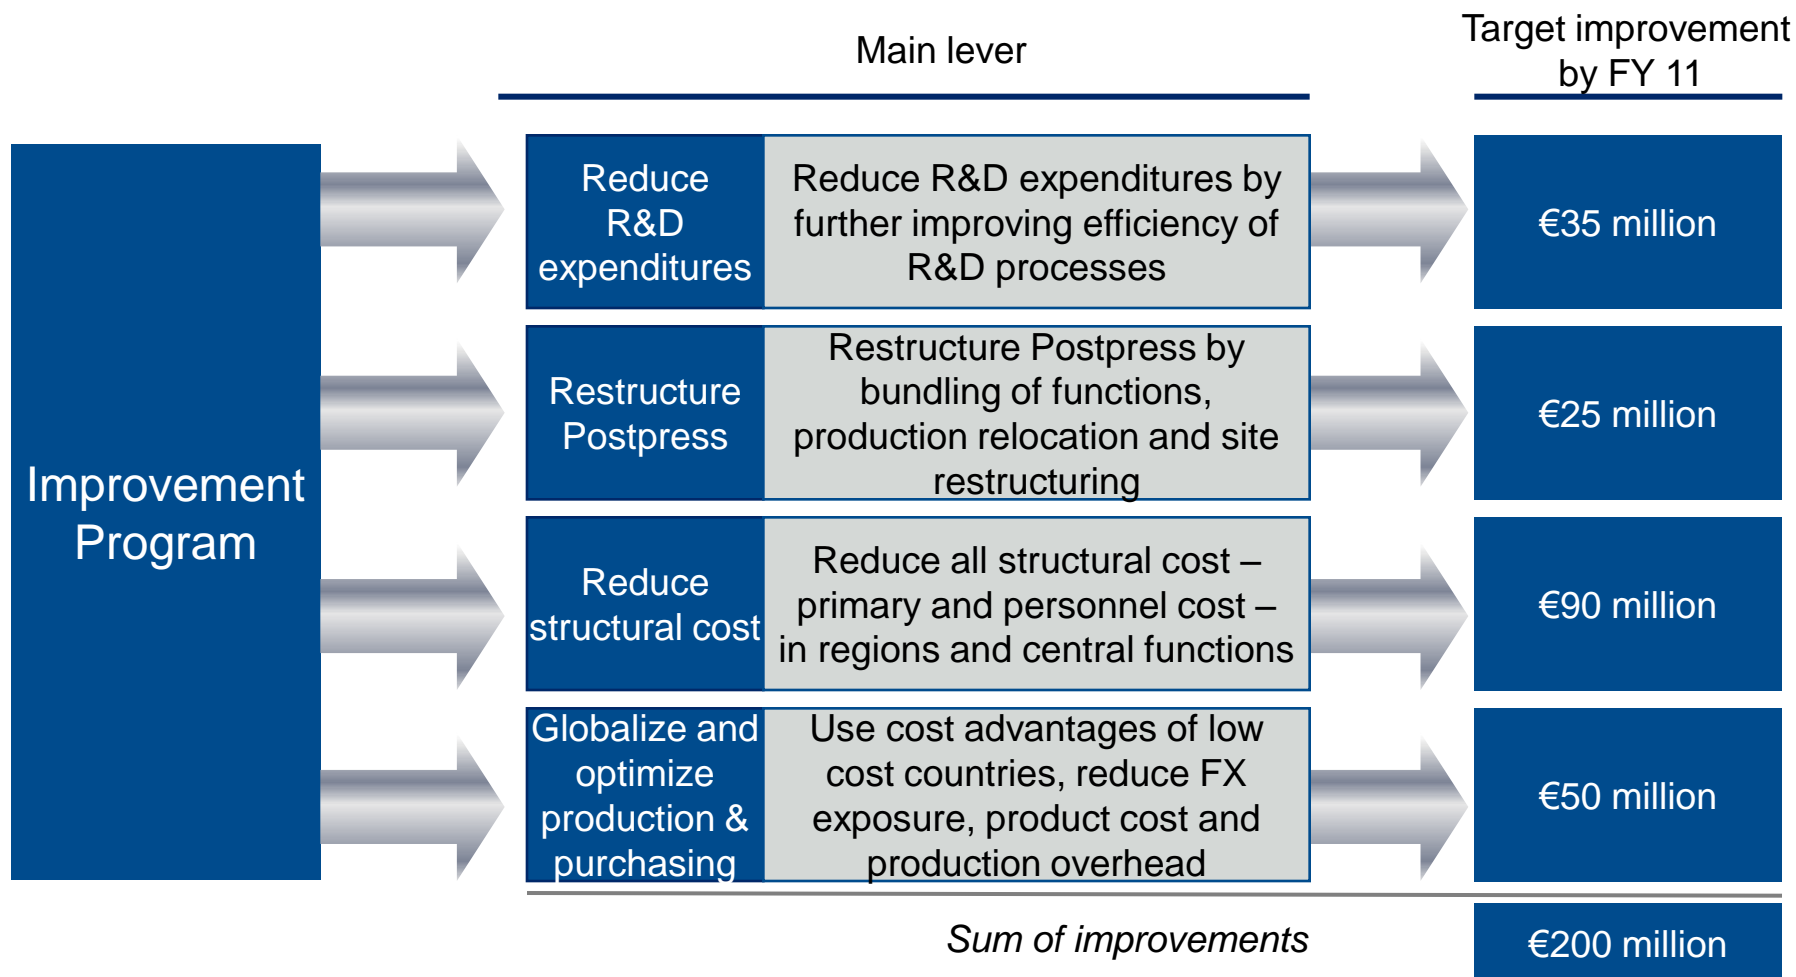 Main lever
Target improvement
by FY 11
Improvement
Program
Reduce
R&D
expenditures
Reduce R&D expenditures by
further improving efficiency of
R&D processes
€35 million
Restructure
Postpress
Restructure Postpress by
bundling of functions,
production relocation and site
restructuring
€25 million
Reduce
structural cost
Reduce all structural cost –
primary and personnel cost –
in regions and central functions
€90 million
Globalize and
optimize
production &
purchasing
Use cost advantages of low
cost countries, reduce FX
exposure, product cost and
production overhead
€50 million
Sum of improvements
€200 million